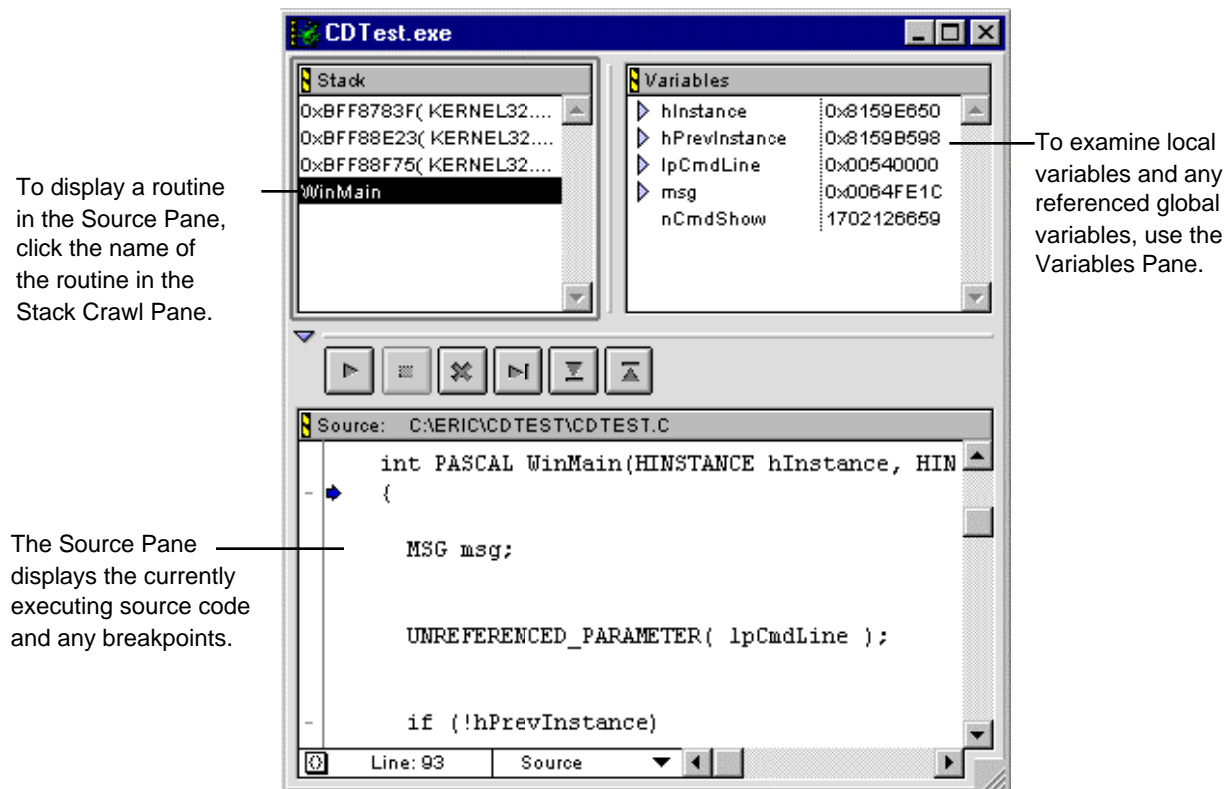 CDTest.exe
Stack
0xBFF8783F( KERNEL32....
0xBFF88E23( KERNEL32....
0xBFF88F75( KERNEL32....
WinMain
Variables
hInstance 0x8159E650
hPrevInstance 0x8159B598
lpCmdLine 0x00540000
msg 0x0064FE1C
nCmdShow 1702126659
To display a routine
in the Source Pane,
click the name of
the routine in the
Stack Crawl Pane.
To examine local
variables and any
referenced global
variables, use the
Variables Pane.
Source: C:\ERIC\CDTEST\CDTEST.C
int PASCAL WinMain(HINSTANCE hInstance, HIN
{
MSG msg;
UNREFERENCED_PARAMETER( lpCmdLine );
if (!hPrevInstance)
The Source Pane
displays the currently
executing source code
and any breakpoints.
Line: 93 Source